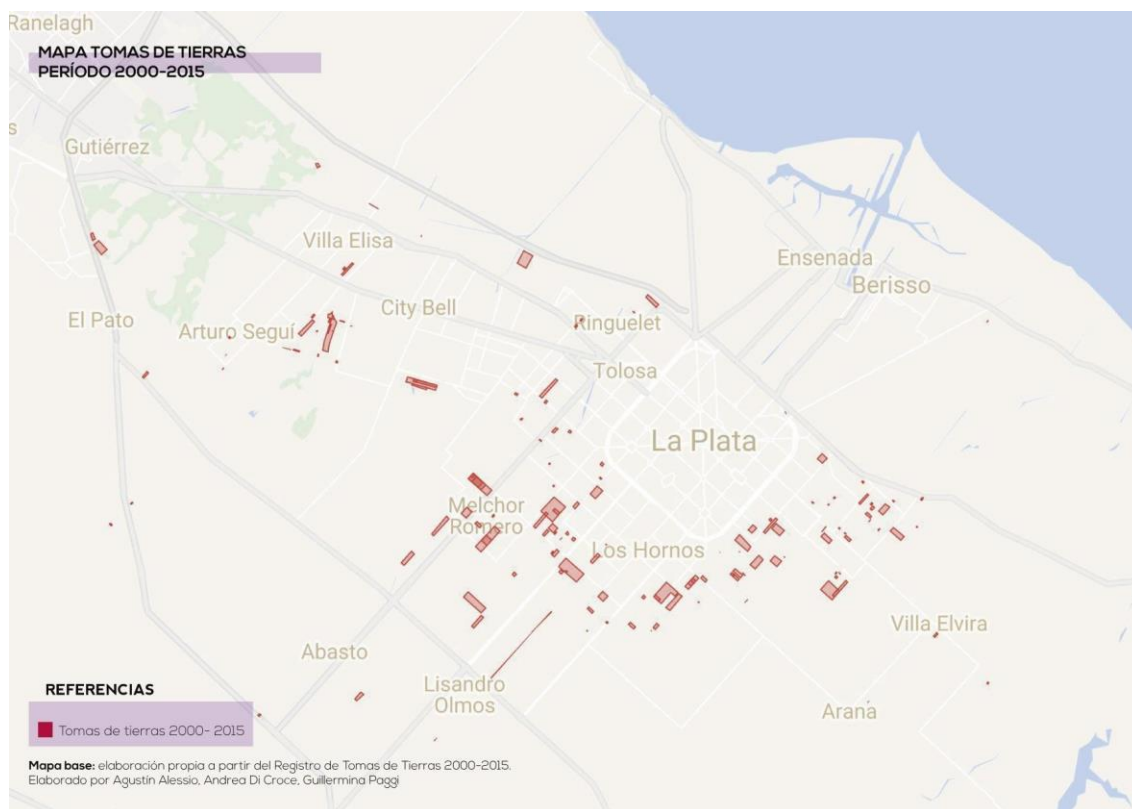 Ranelagh
MAPA TOMAS DE TIERRAS
PERÍODO 2000-2015
s
Gutiérrez
Villa Elisa
Ensenada
Berisso
City Bell
El Pato
Arturo Seguí
Ringuelet
Tolosa
La Plata
Melchor
Romero
Los Hornos
Villa Elvira
Abasto
Lisandro
Olmos
Arana
REFERENCIAS
Tomas de tierras 2000- 2015
Mapa base: elaboración propia a partir del Registro de Tomas de Tierras 2000-2015.
Elaborado por Agustín Alessio, Andrea Di Croce, Guillermina Paggi